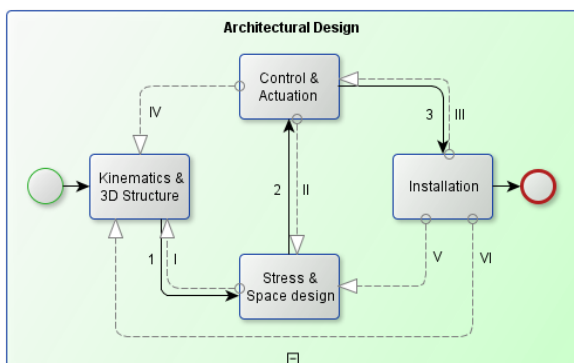 Architectural Design
Control &
Actuation
IV
3
III
Kinematics &
3D Structure
Installation
2
II
1
I
V
VI
Stress &
Space design